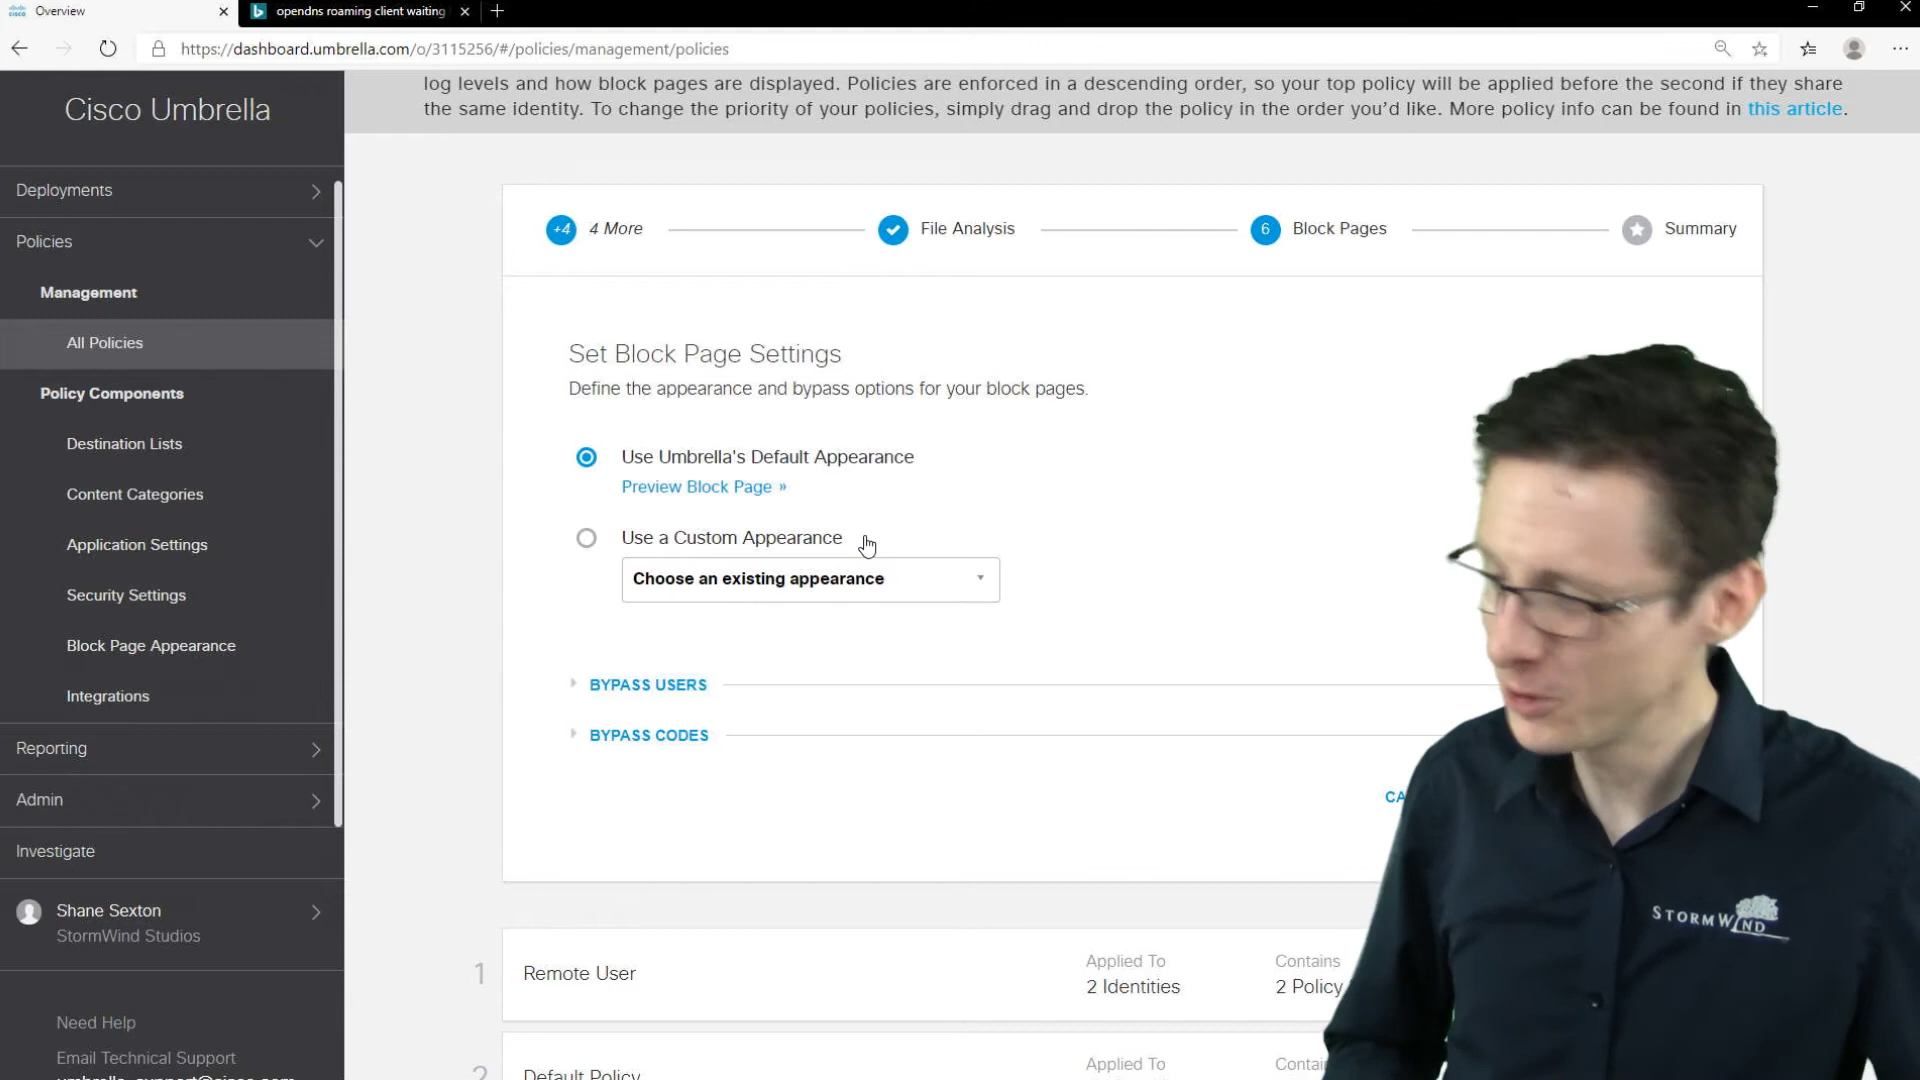 Overview
opendns roaming client waiting
https://dashboard.umbrella.com/o/3115256/#/policies/management/policies
Cisco Umbrella
Deployments
Policies
Management
All Policies
Policy Components
Destination Lists
Content Categories
Application Settings
Security Settings
Block Page Appearance
Integrations
Reporting
Admin
Investigate
Shane Sexton
StormWind Studios
Need Help
Email Technical Support
umbrella-support@cisco.com
log levels and how block pages are displayed. Policies are enforced in a descending order, so your top policy will be applied before the second if they share
the same identity. To change the priority of your policies, simply drag and drop the policy in the order you'd like. More policy info can be found in this article.
+4 4 More
File Analysis
6 Block Pages
Summary
Set Block Page Settings
Define the appearance and bypass options for your block pages.
Use Umbrella's Default Appearance
Preview Block Page »
Use a Custom Appearance
Choose an existing appearance
BYPASS USERS
BYPASS CODES
CA
1 Remote User
Applied To
2 Identities
Contains
2 Policy
2 Default Policy
Applied To
Contain
STORMWIND